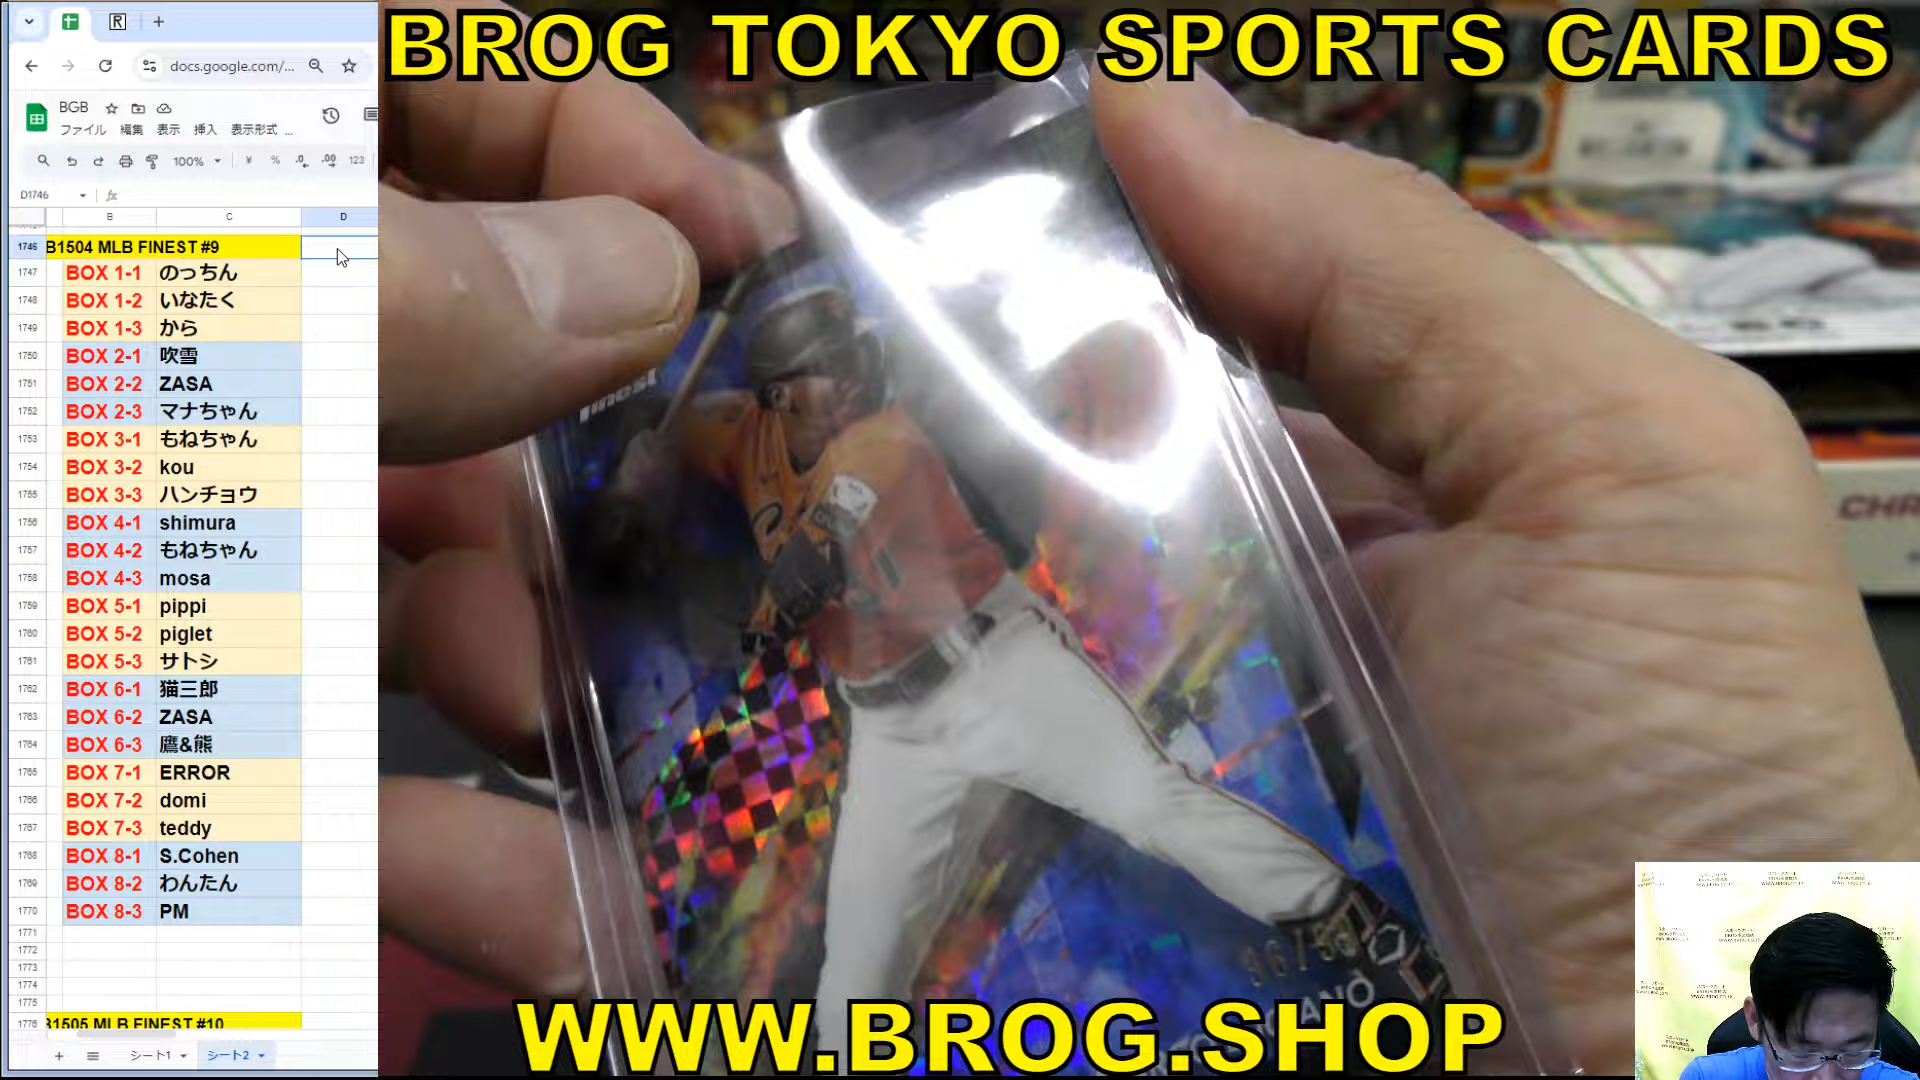 BROG TOKYO SPORTS CARDS
docs.google.com/...
BGB
ファイル 編集 表示 挿入 表示形式 ...
100% ¥ % .0 .00 123
D1746 fx
B C D
1746 B1504 MLB FINEST #9
1747 BOX 1-1 のっちん
1748 BOX 1-2 いなたく
1749 BOX 1-3 から
1750 BOX 2-1 吹雪
1751 BOX 2-2 ZASA
1752 BOX 2-3 マナちゃん
1753 BOX 3-1 もねちゃん
1754 BOX 3-2 kou
1755 BOX 3-3 ハンチョウ
1756 BOX 4-1 shimura
1757 BOX 4-2 もねちゃん
1758 BOX 4-3 mosa
1759 BOX 5-1 pippi
1760 BOX 5-2 piglet
1761 BOX 5-3 サトシ
1762 BOX 6-1 猫三郎
1763 BOX 6-2 ZASA
1764 BOX 6-3 鷹&熊
1765 BOX 7-1 ERROR
1766 BOX 7-2 domi
1767 BOX 7-3 teddy
1768 BOX 8-1 S.Cohen
1769 BOX 8-2 わんたん
1770 BOX 8-3 PM
1771
1772
1773
1774
1775
1776 B1505 MLB FINEST #10
シート1 シート2
finest
WWW.BROG.SHOP